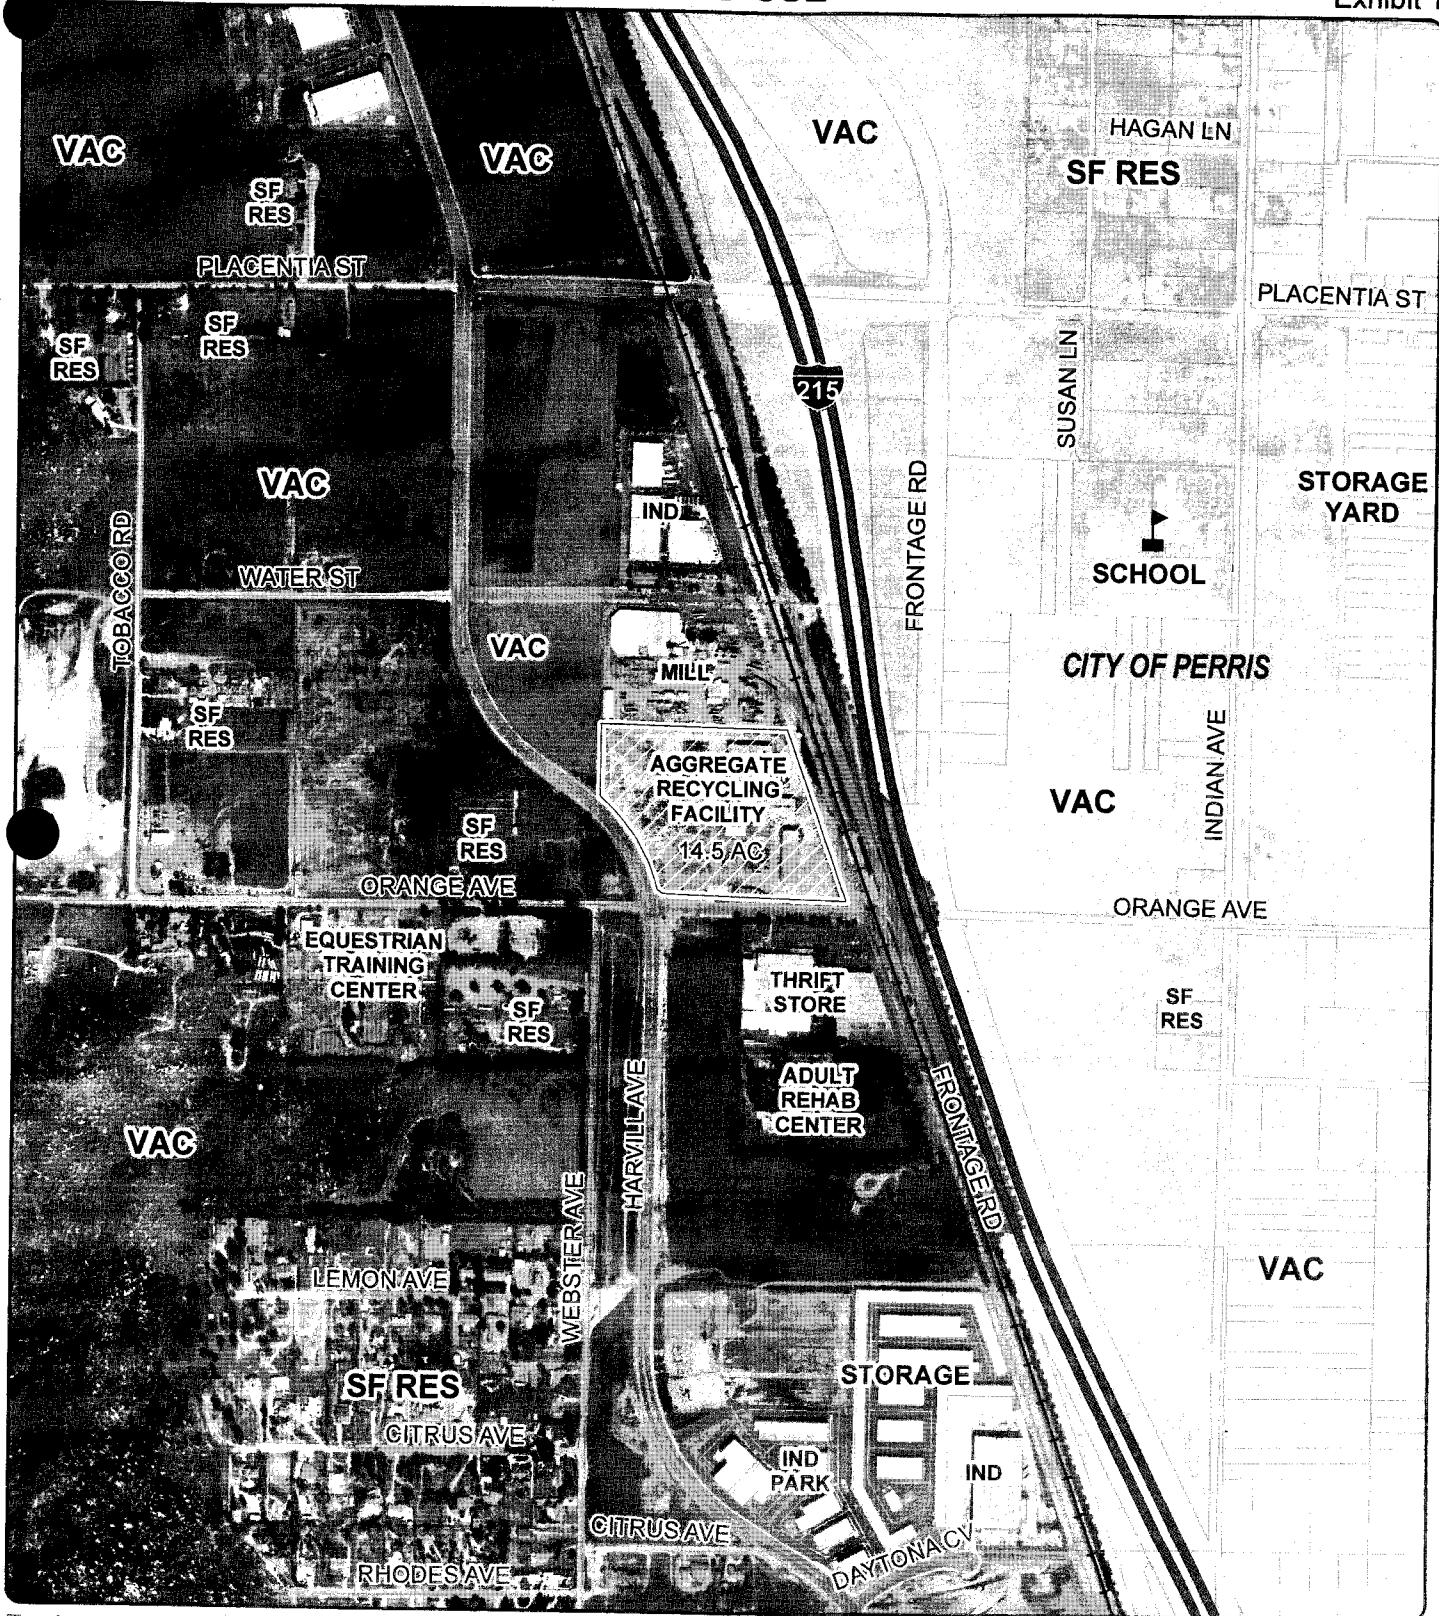 Exhibit
VAC
VAC
VAC
HAGAN LN
SF RES
SF
RES
PLACENTIA ST
PLACENTIA ST
SF
RES
SF
RES
215
SUSAN LN
VAC
STORAGE
YARD
IND
FRONTAGE RD
TOBACCO RD
WATER ST
SCHOOL
VAC
MILL
CITY OF PERRIS
SF
RES
AGGREGATE
RECYCLING
FACILITY
14.5 AC
VAC
INDIAN AVE
SF
RES
ORANGE AVE
ORANGE AVE
EQUESTRIAN
TRAINING
CENTER
SF
RES
THRIFT
STORE
SF
RES
ADULT
REHAB
CENTER
HARVILL AVE
FRONTAGE RD
VAC
WEBSTER AVE
LEMON AVE
VAC
SF RES
STORAGE
CITRUS AVE
IND
PARK
IND
CITRUS AVE
DAYTONA CV
RHODES AVE